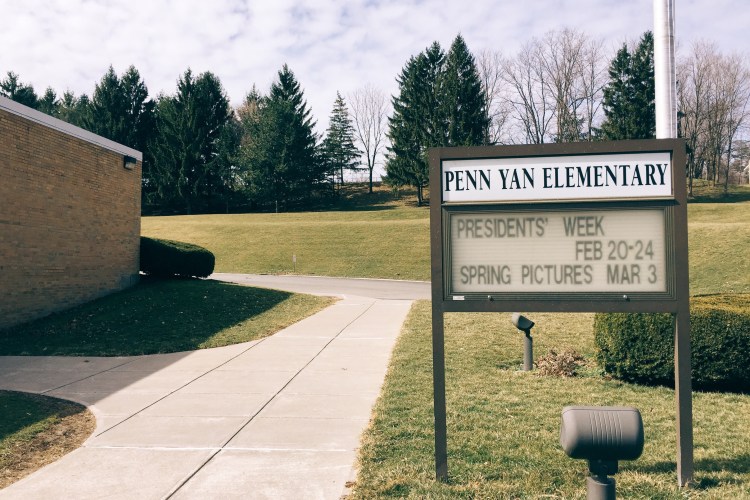 PENN YAN ELEMENTARY
PRESIDENTS' WEEK
FEB 20-24
SPRING PICTURES MAR 3